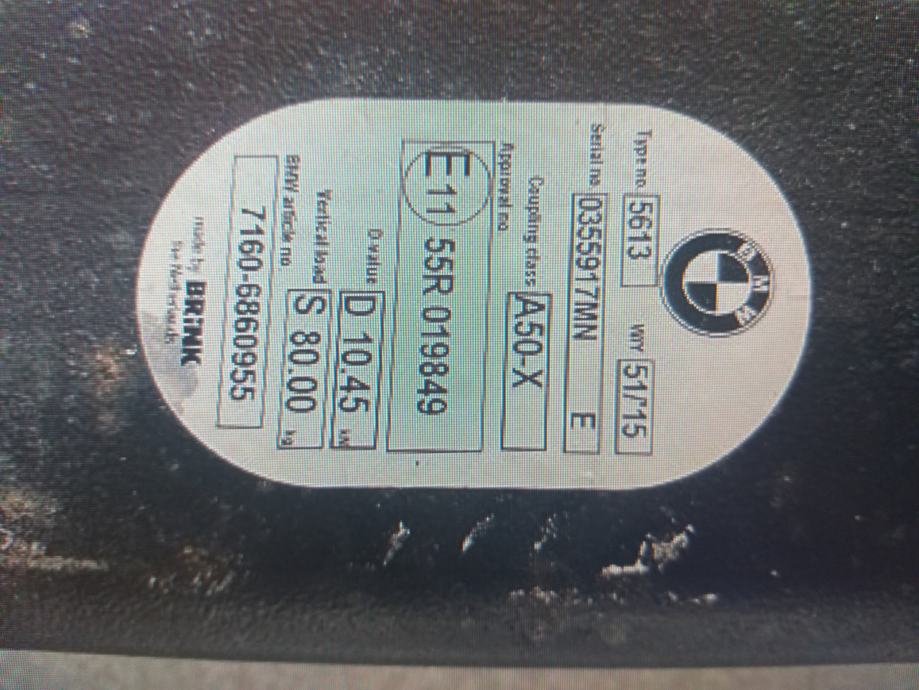 BMW
Type no. 5613 WY 51/'15
Serial no. 0355917MN E
Coupling class A50-X
Approval no.
E11 55R 019849
D value D 10.45 kN
Vertical load S 80.00 kg
BMW article no
7160-6860955
made by BRINK
the Netherlands